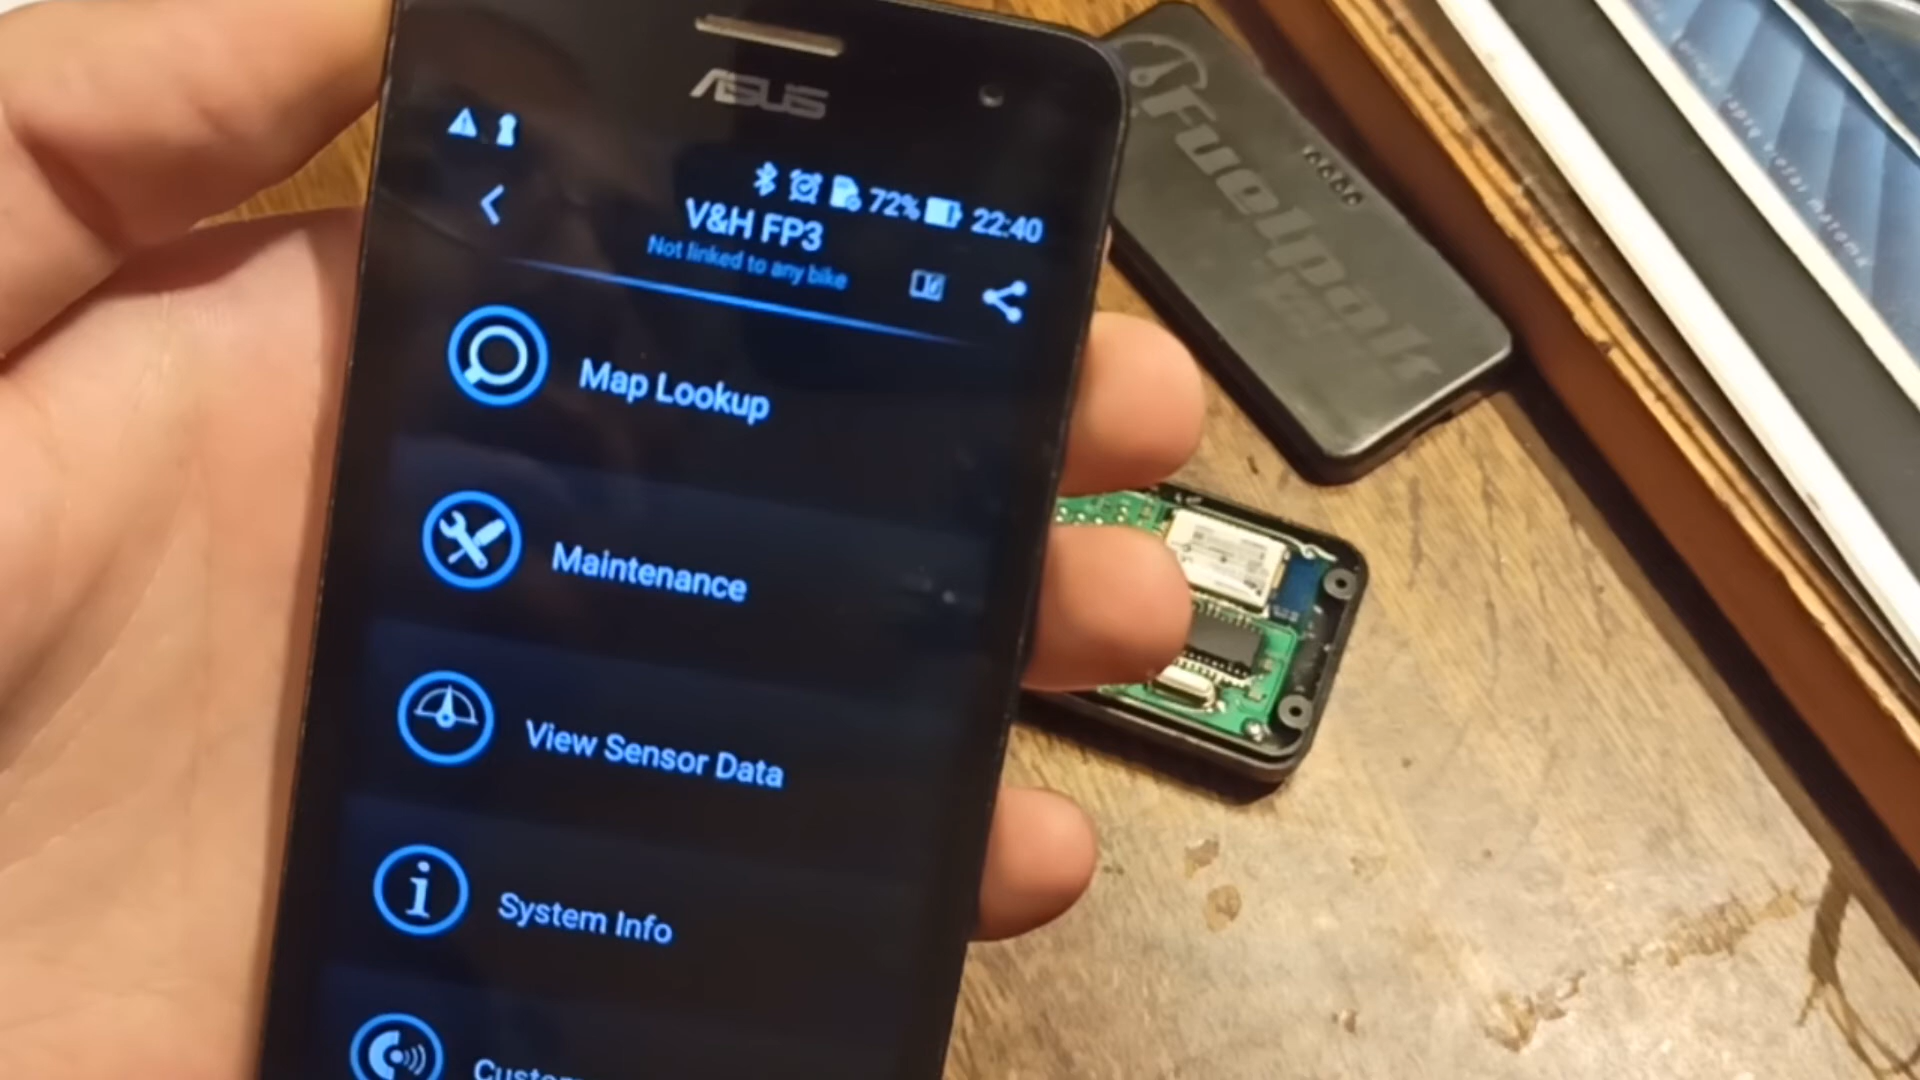 ASUS
72% 22:40
V&H FP3
Not linked to any bike
Map Lookup
Maintenance
View Sensor Data
System Info
Custom
Fuelpak